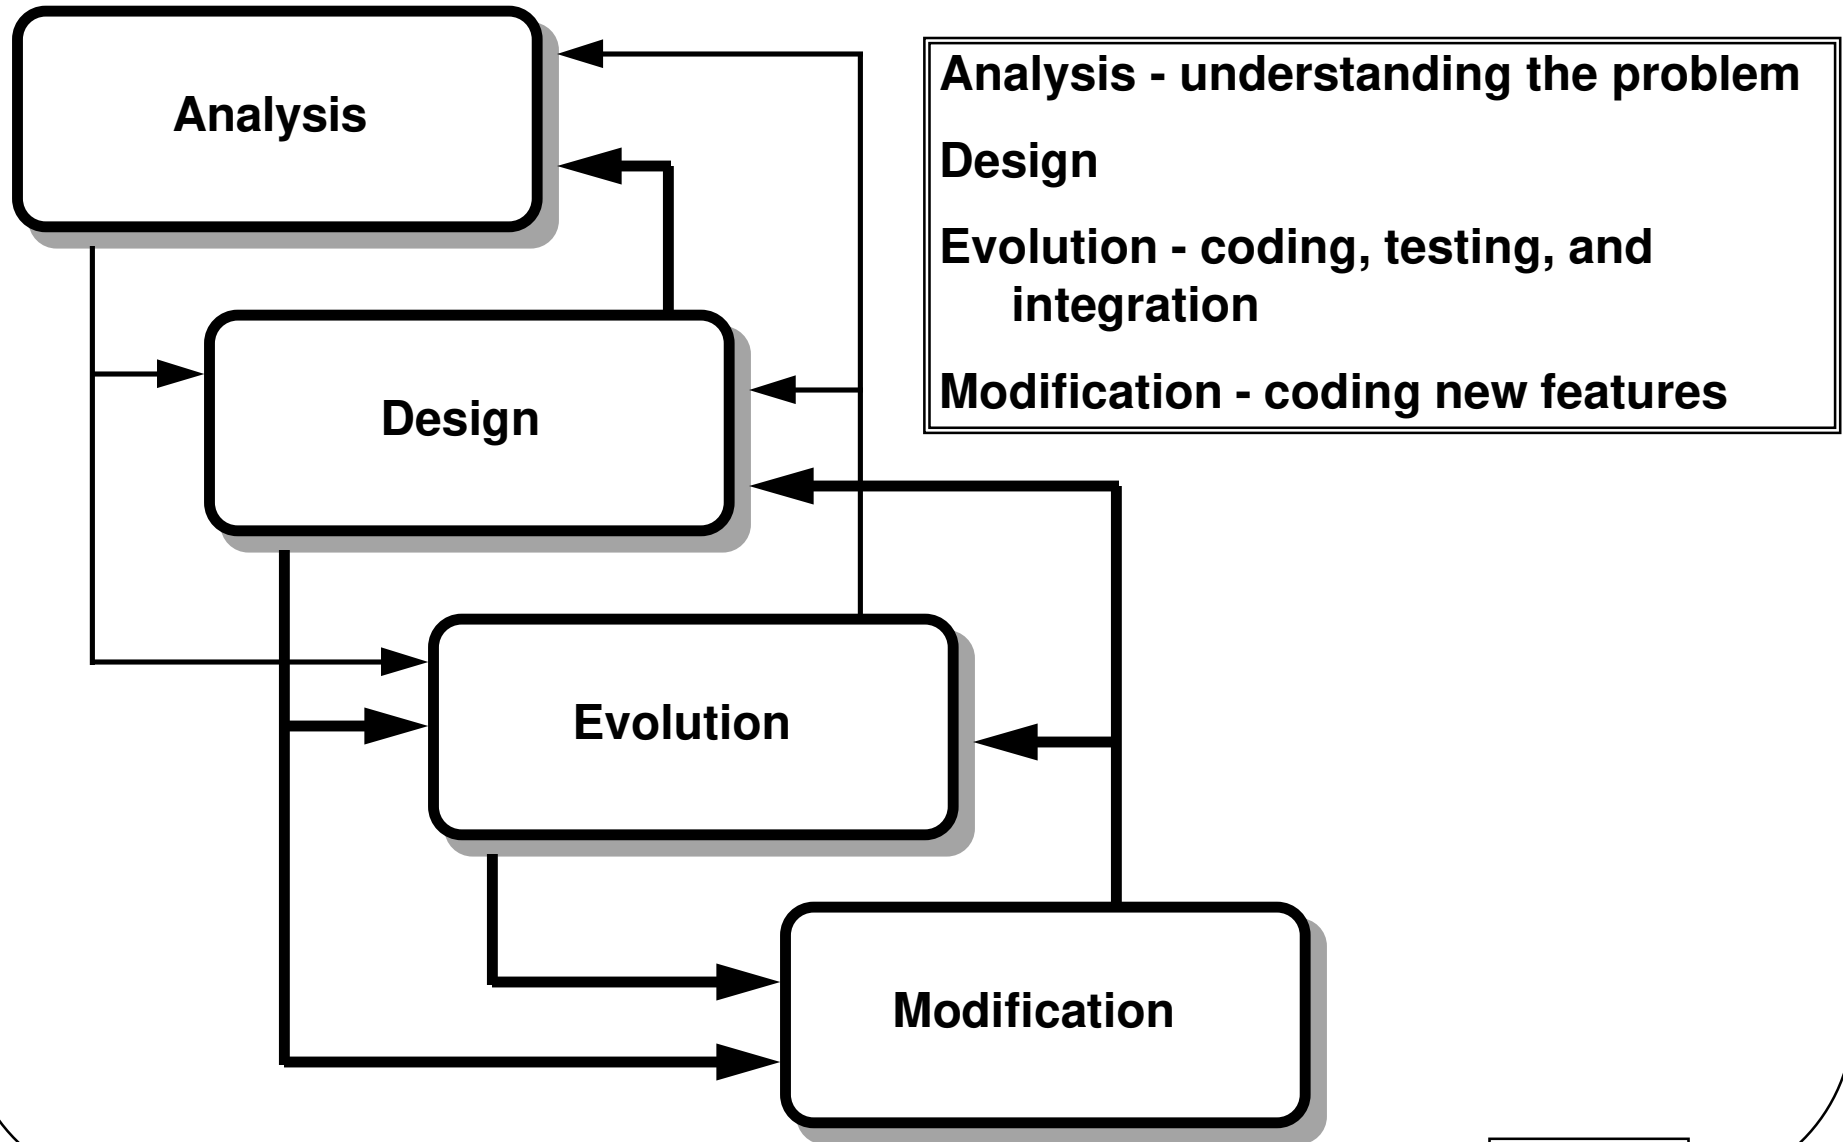 Analysis
Analysis - understanding the problem
Design
Evolution - coding, testing, and
integration
Modification - coding new features
Design
Evolution
Modification